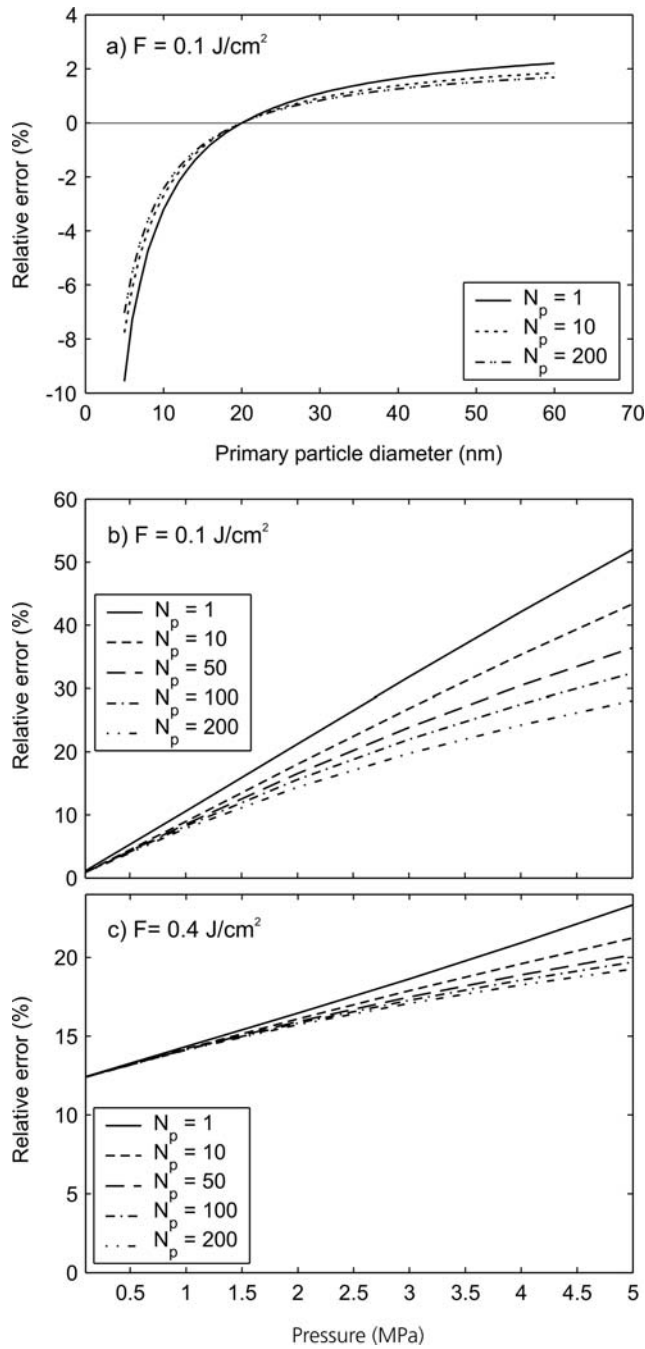 a) F = 0.1 J/cm²
Relative error (%)
4
2
0
-2
-4
-6
-8
-10
N_p = 1
N_p = 10
N_p = 200
0 10 20 30 40 50 60 70
Primary particle diameter (nm)
b) F = 0.1 J/cm²
Relative error (%)
60
50
40
30
20
10
0
N_p = 1
N_p = 10
N_p = 50
N_p = 100
N_p = 200
c) F= 0.4 J/cm²
Relative error (%)
20
15
10
5
0
N_p = 1
N_p = 10
N_p = 50
N_p = 100
N_p = 200
0.5 1 1.5 2 2.5 3 3.5 4 4.5 5
Pressure (MPa)